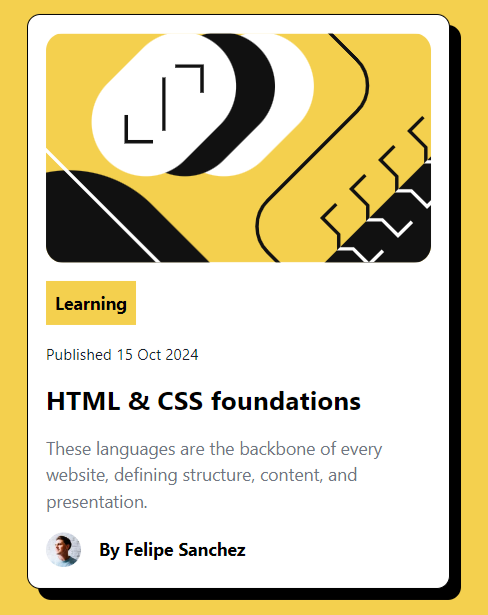 Learning
Published 15 Oct 2024
HTML & CSS foundations
These languages are the backbone of every
website, defining structure, content, and
presentation.
By Felipe Sanchez